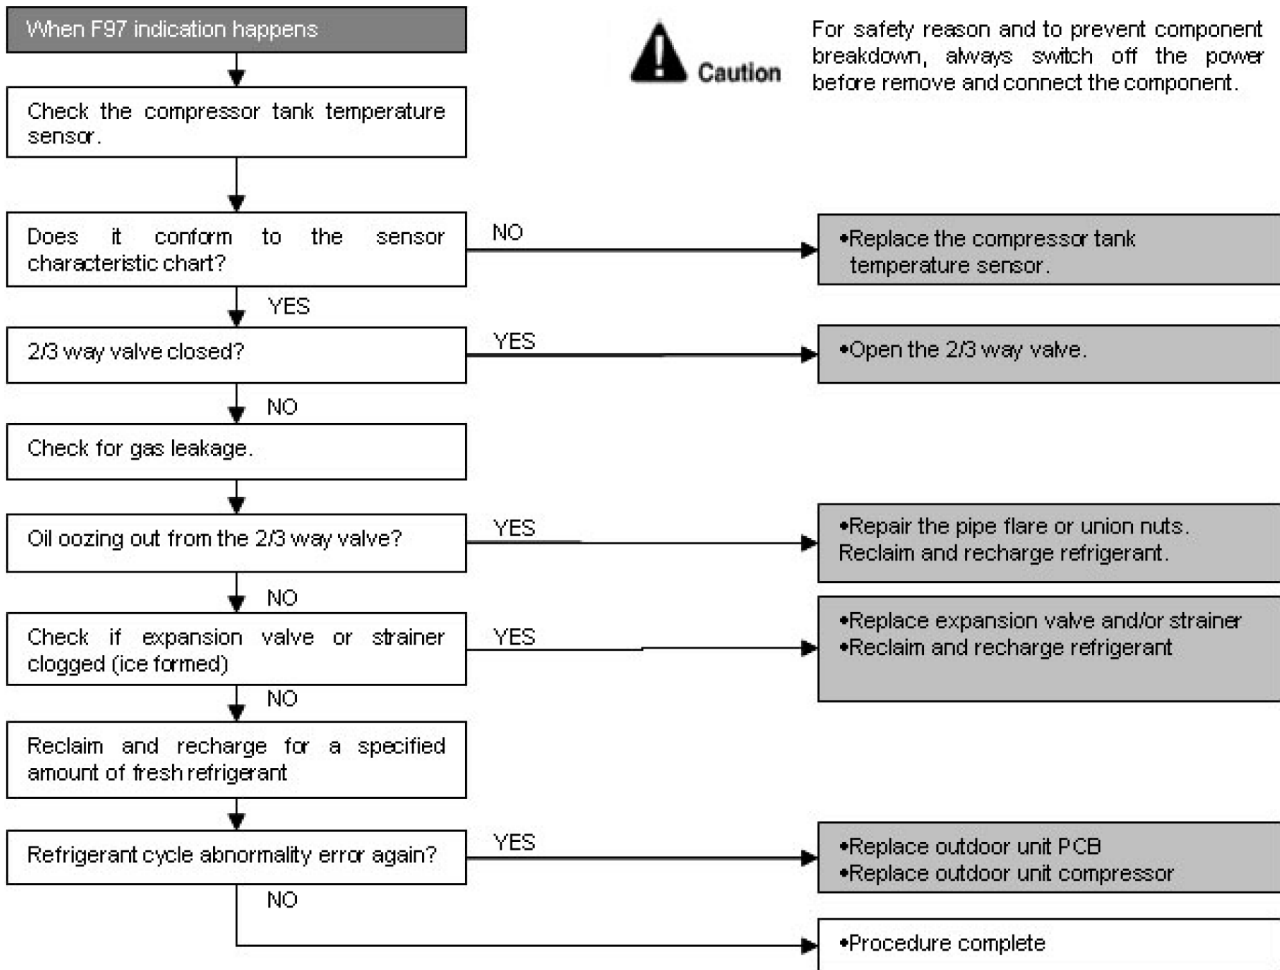 When F97 indication happens
Caution
For safety reason and to prevent component
breakdown, always switch off the power
before remove and connect the component.
Check the compressor tank temperature
sensor.
Does it conform to the sensor
characteristic chart?
NO
•Replace the compressor tank
temperature sensor.
YES
2/3 way valve closed?
YES
•Open the 2/3 way valve.
NO
Check for gas leakage.
Oil oozing out from the 2/3 way valve?
YES
•Repair the pipe flare or union nuts.
Reclaim and recharge refrigerant.
NO
Check if expansion valve or strainer
clogged (ice formed)
YES
•Replace expansion valve and/or strainer
•Reclaim and recharge refrigerant
NO
Reclaim and recharge for a specified
amount of fresh refrigerant
Refrigerant cycle abnormality error again?
YES
•Replace outdoor unit PCB
•Replace outdoor unit compressor
NO
•Procedure complete